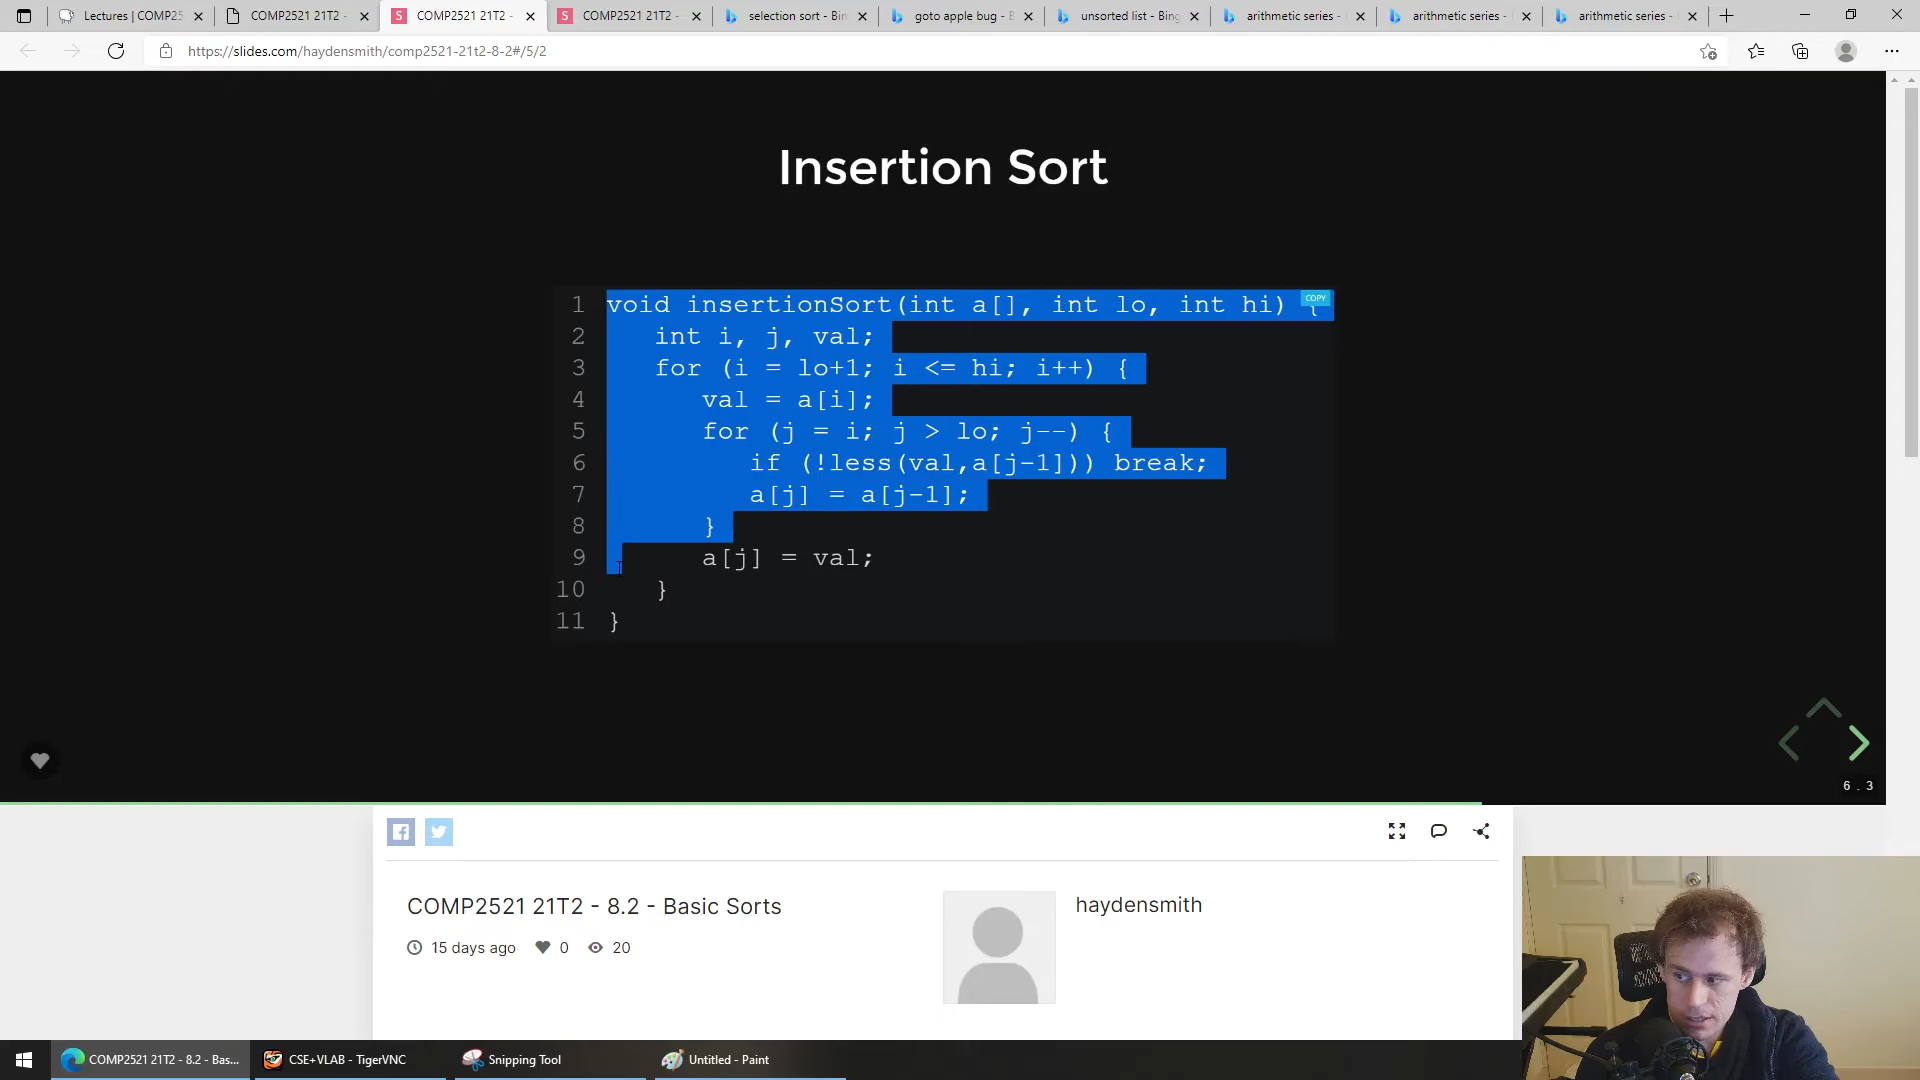 Lectures | COMP25
COMP2521 21T2 -
COMP2521 21T2 -
COMP2521 21T2 -
selection sort - Bin
goto apple bug - B
unsorted list - Bing
arithmetic series -
arithmetic series -
arithmetic series -
https://slides.com/haydensmith/comp2521-21t2-8-2#/5/2
Insertion Sort
COPY
1 void insertionSort(int a[], int lo, int hi) {
2 int i, j, val;
3 for (i = lo+1; i <= hi; i++) {
4 val = a[i];
5 for (j = i; j > lo; j--) {
6 if (!less(val,a[j-1])) break;
7 a[j] = a[j-1];
8 }
9 a[j] = val;
10 }
11 }
6 . 3
COMP2521 21T2 - 8.2 - Basic Sorts
haydensmith
15 days ago 0 20
COMP2521 21T2 - 8.2 - Bas...
CSE+VLAB - TigerVNC
Snipping Tool
Untitled - Paint